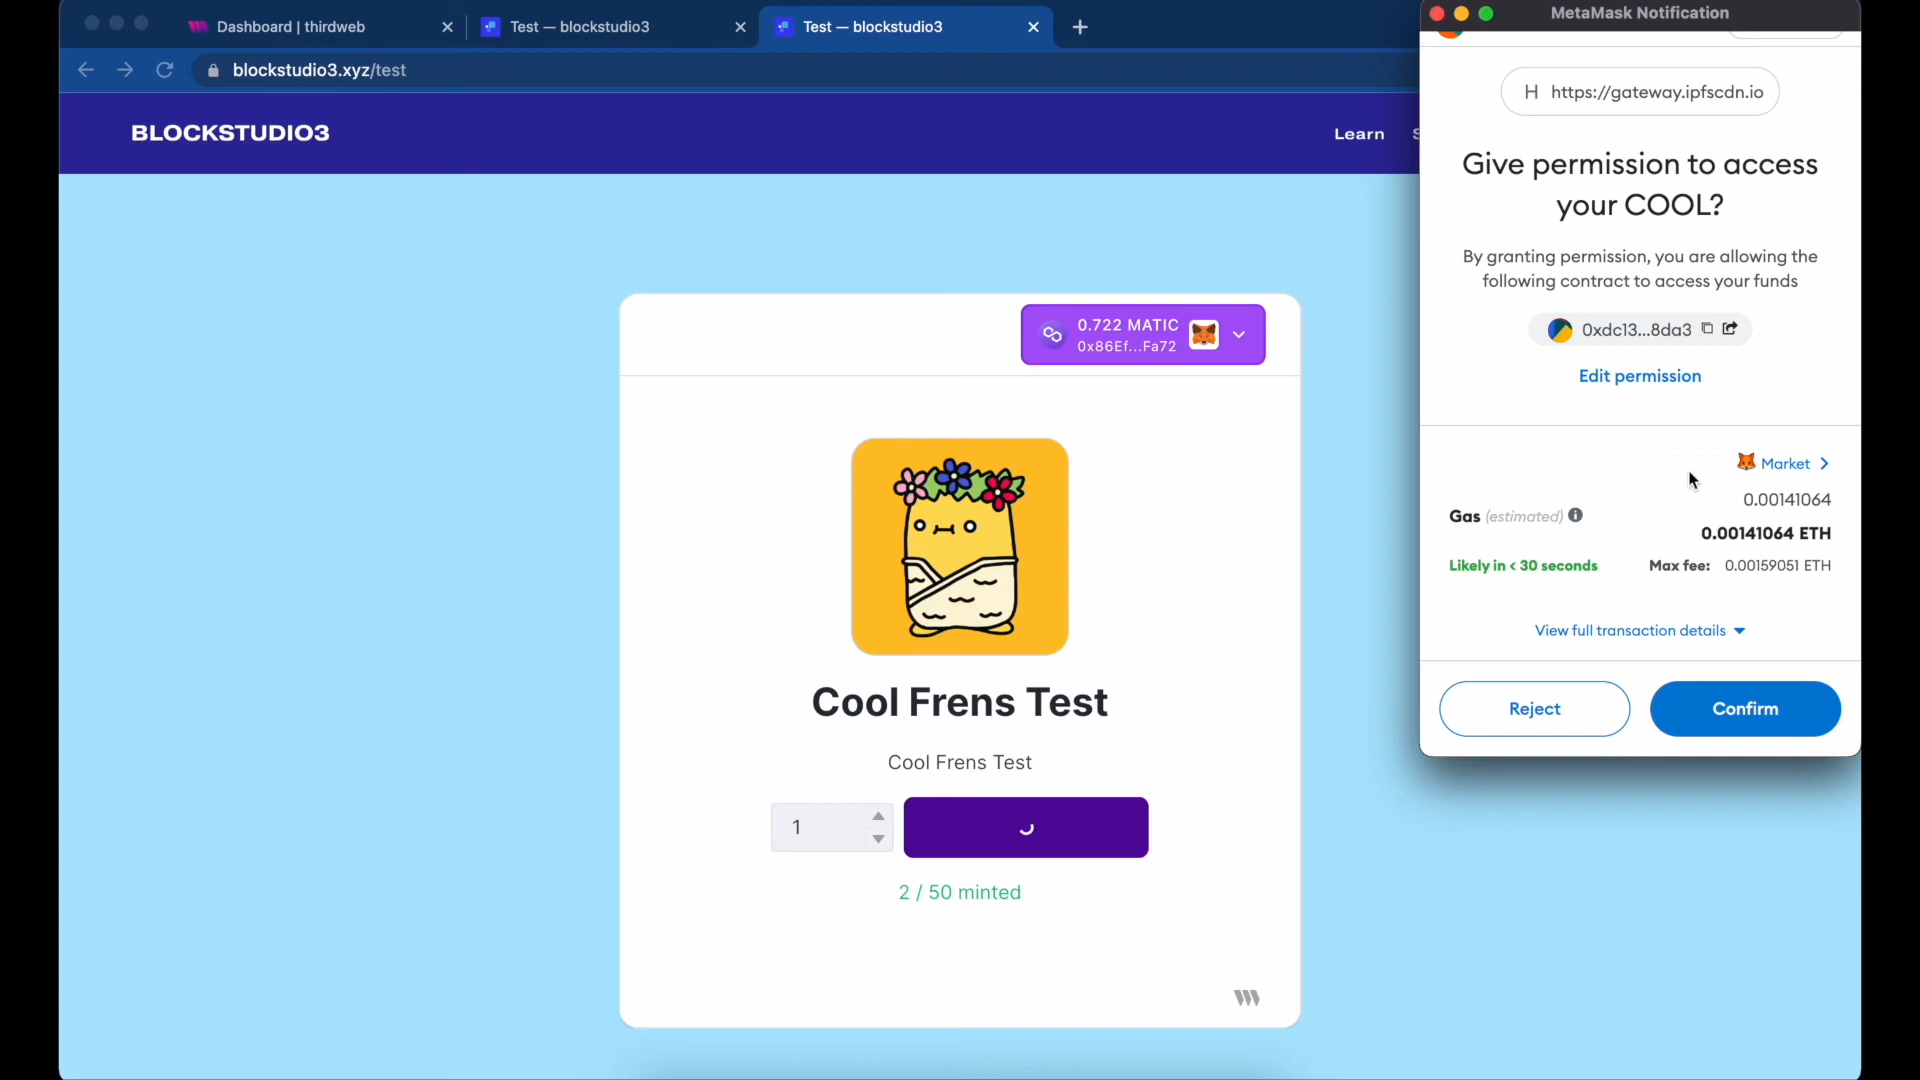 Dashboard | thirdweb
Test — blockstudio3
Test — blockstudio3
blockstudio3.xyz/test
BLOCKSTUDIO3
Learn
0.722 MATIC
0x86Ef...Fa72
Cool Frens Test
Cool Frens Test
1
2 / 50 minted
MetaMask Notification
H https://gateway.ipfscdn.io
Give permission to access
your COOL?
By granting permission, you are allowing the
following contract to access your funds
0xdc13...8da3
Edit permission
Market
0.00141064
Gas (estimated)
0.00141064 ETH
Likely in < 30 seconds
Max fee: 0.00159051 ETH
View full transaction details
Reject
Confirm